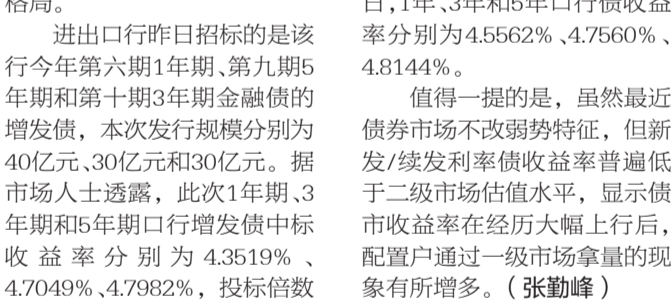 格局。
进出口行昨日招标的是该
行今年第六期1年期、第九期5
年期和第十期3年期金融债的
增发债，本次发行规模分别为
40亿元、30亿元和30亿元。据
市场人士透露，此次1年期、3
年期和5年期口行增发债中标
收益率分别为4.3519%、
4.7049%、4.7982%，投标倍数
日,1年、3年和5年口行债收益
率分别为4.5562%、4.7560%、
4.8144%。
值得一提的是，虽然最近
债券市场不改弱势特征，但新
发/续发利率债收益率普遍低
于二级市场估值水平，显示债
市收益率在经历大幅上行后，
配置户通过一级市场拿量的现
象有所增多。（张勤峰）